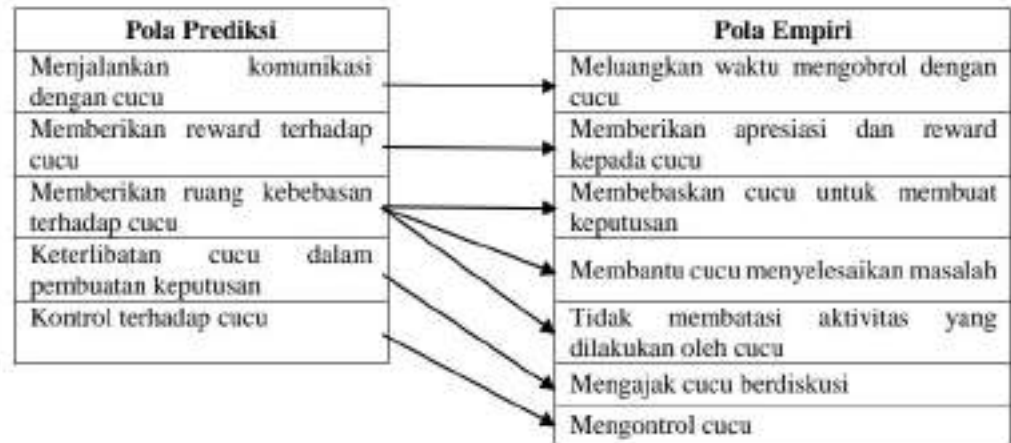 Pola Prediksi
Menjalankan komunikasi
dengan cucu
Memberikan reward terhadap
cucu
Memberikan ruang kebebasan
terhadap cucu
Keterlibatan cucu dalam
pembuatan keputusan
Kontrol terhadap cucu
Pola Empiri
Meluangkan waktu mengobrol dengan
cucu
Memberikan apresiasi dan reward
kepada cucu
Membebaskan cucu untuk membuat
keputusan
Membantu cucu menyelesaikan masalah
Tidak membatasi aktivitas yang
dilakukan oleh cucu
Mengajak cucu berdiskusi
Mengontrol cucu